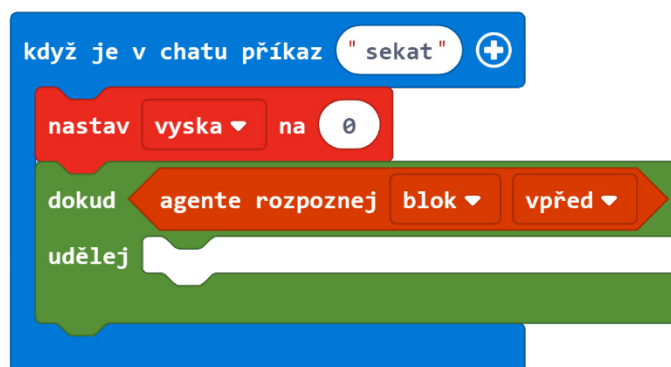 když je v chatu příkaz "sekat"
nastav vyska na 0
dokud agente rozpoznej blok vpřed
udělej